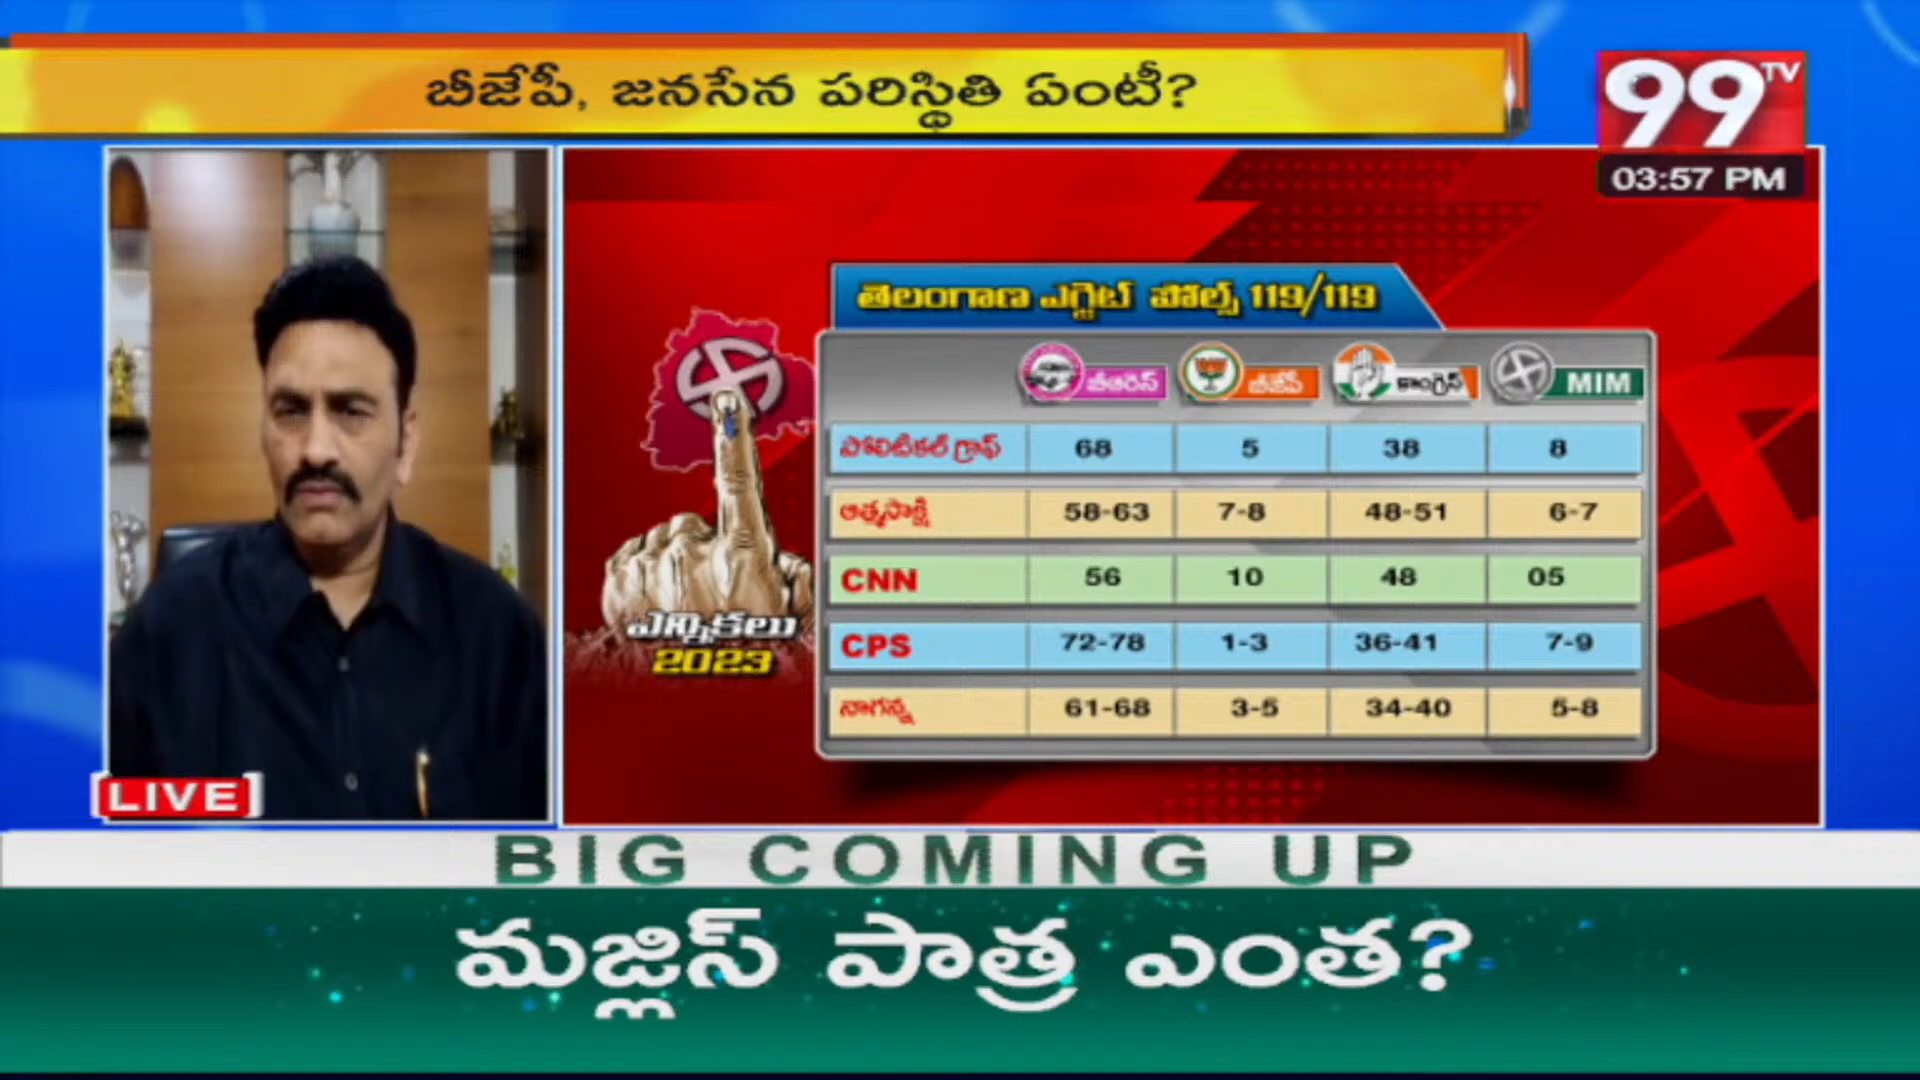 బీజేపీ, జనసేన పరిస్థితి ఏంటీ?
99 TV
03:57 PM
తెలంగాణ ఎగ్జిట్ పోల్స్ 119/119
బీఆరెస్ బీజేపీ కాంగ్రెస్ MIM
పోలిటికల్ గ్రాఫ్ 68 5 38 8
ఆత్మసాక్షి 58-63 7-8 48-51 6-7
CNN 56 10 48 05
CPS 72-78 1-3 36-41 7-9
నాగన్న 61-68 3-5 34-40 5-8
ఎన్నికలు
2023
LIVE
BIG COMING UP
మజ్లిస్ పాత్ర ఎంత?